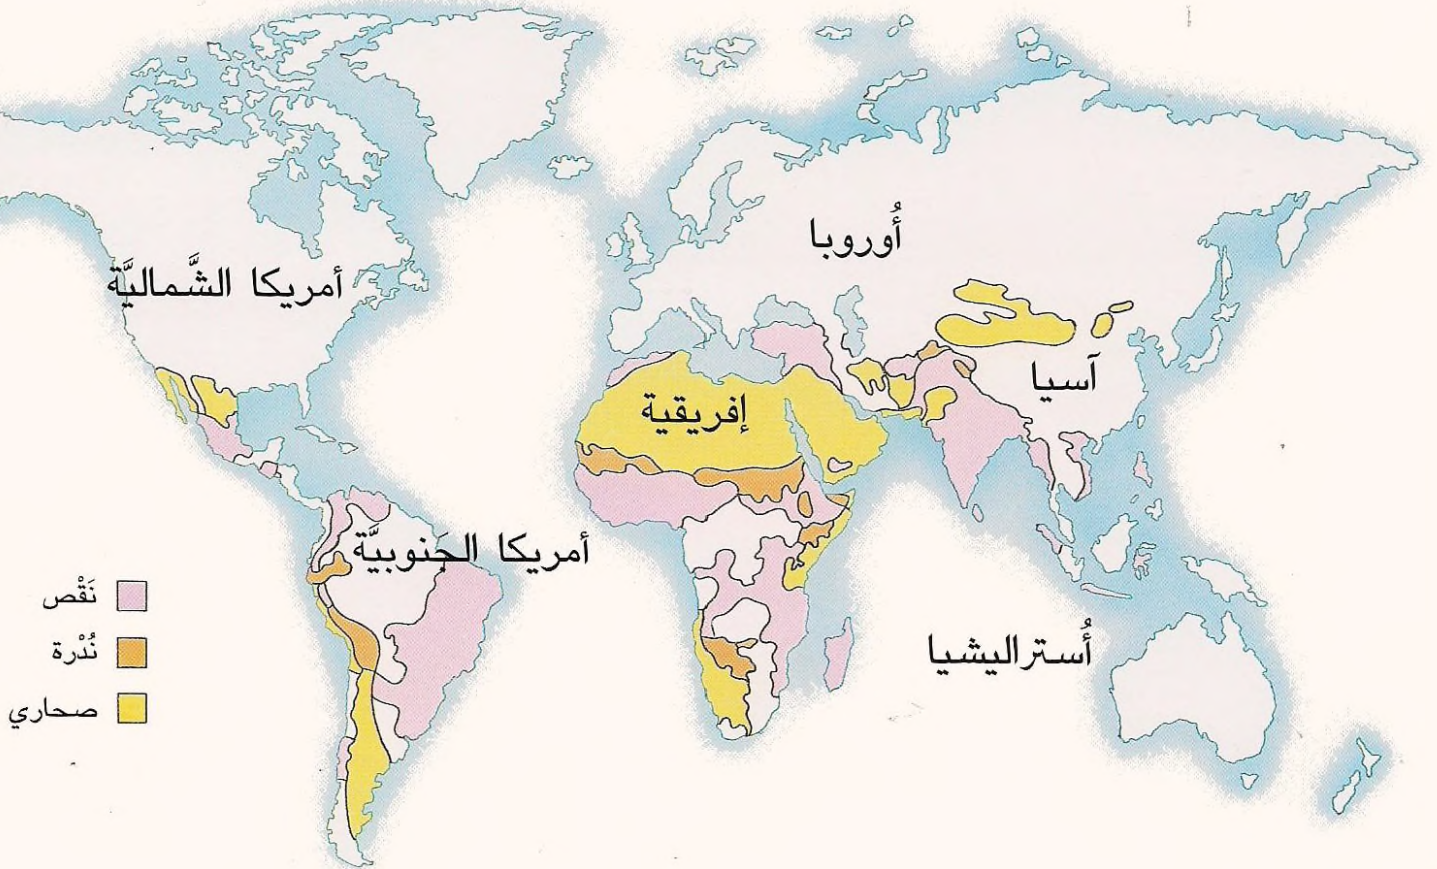 أُوروبا
أمريكا الشَّماليَّة
آسيا
إفريقية
أمريكا الجَنوبيَّة
أُستراليشيا
نَقْص
نُدْرة
صحاري